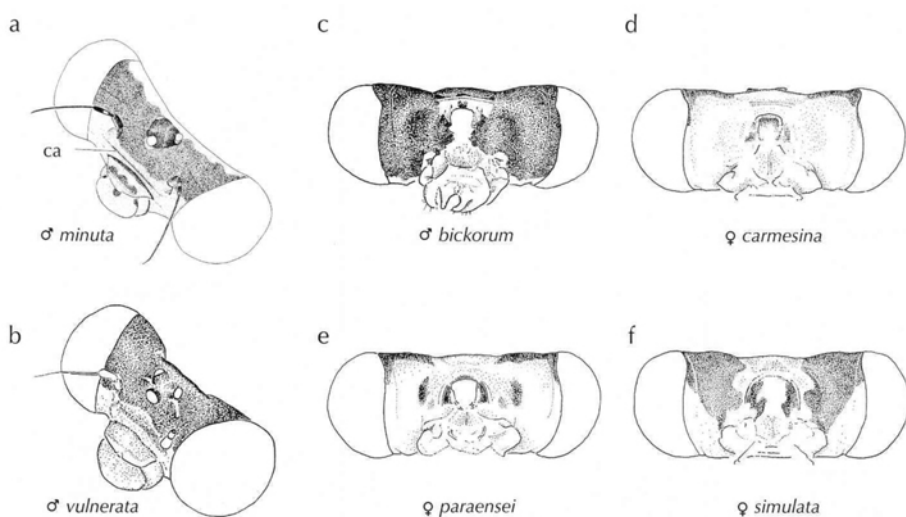 a
c
d
ca
♂ minuta
♂ bickorum
♀ carmesina
b
e
f
♂ vulnerata
♀ paraensei
♀ simulata